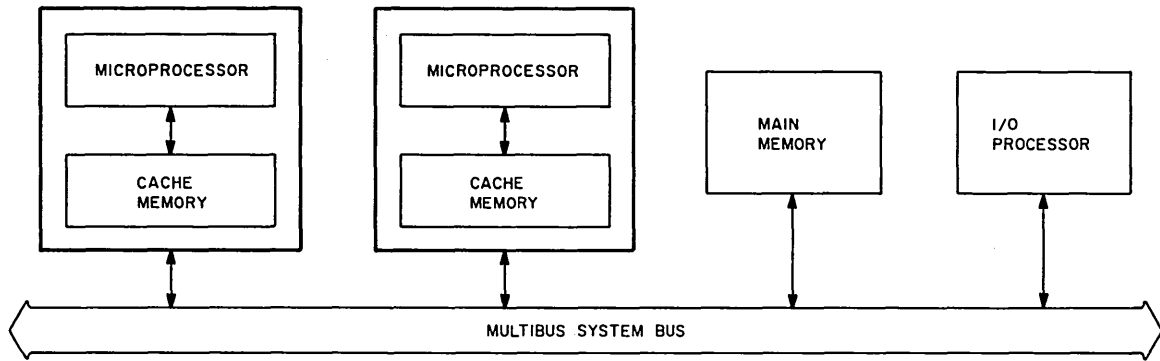 MICROPROCESSOR
CACHE
MEMORY
MICROPROCESSOR
CACHE
MEMORY
MAIN
MEMORY
I/O
PROCESSOR
MULTIBUS SYSTEM BUS